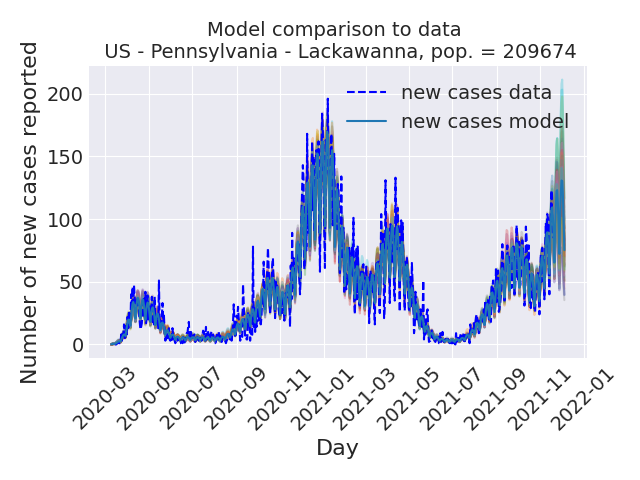 Model comparison to data
US - Pennsylvania - Lackawanna, pop. = 209674
Number of new cases reported
200
150
100
50
0
new cases data
new cases model
2020-03
2020-05
2020-07
2020-09
2020-11
2021-01
2021-03
2021-05
2021-07
2021-09
2021-11
2022-01
Day